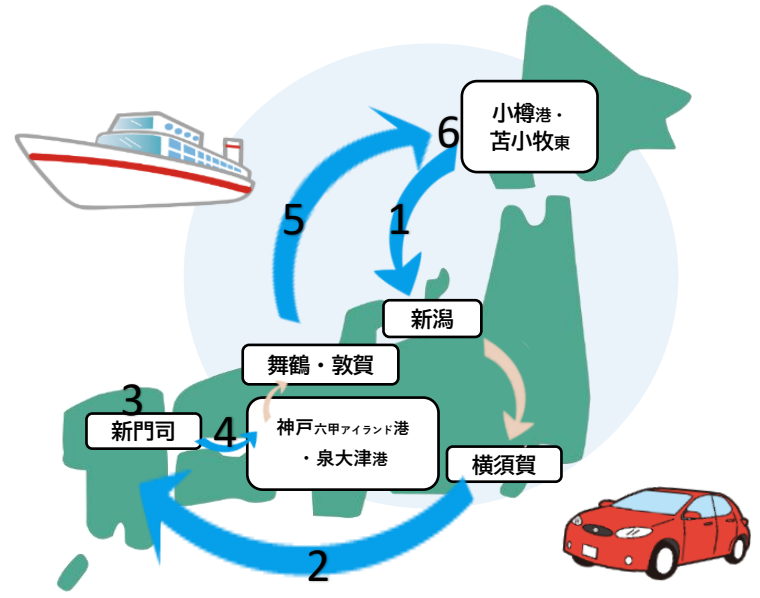 6
小樽港・
苫小牧東
5
1
新潟
舞鶴・敦賀
3
新門司
4
神戸六甲アイランド港
・泉大津港
横須賀
2